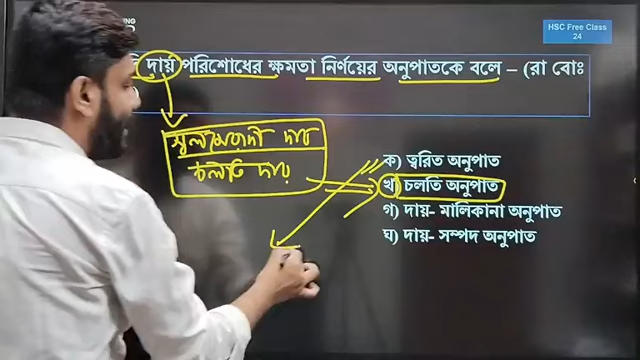 HSC Free Class
24
দায় পরিশোধের ক্ষমতা নির্ণয়ের অনুপাতকে বলে – (রা বোঃ
স্বল্পমেয়াদী দায়
চলতি দায়
ক) ত্বরিত অনুপাত
খ) চলতি অনুপাত
গ) দায়- মালিকানা অনুপাত
ঘ) দায়- সম্পদ অনুপাত